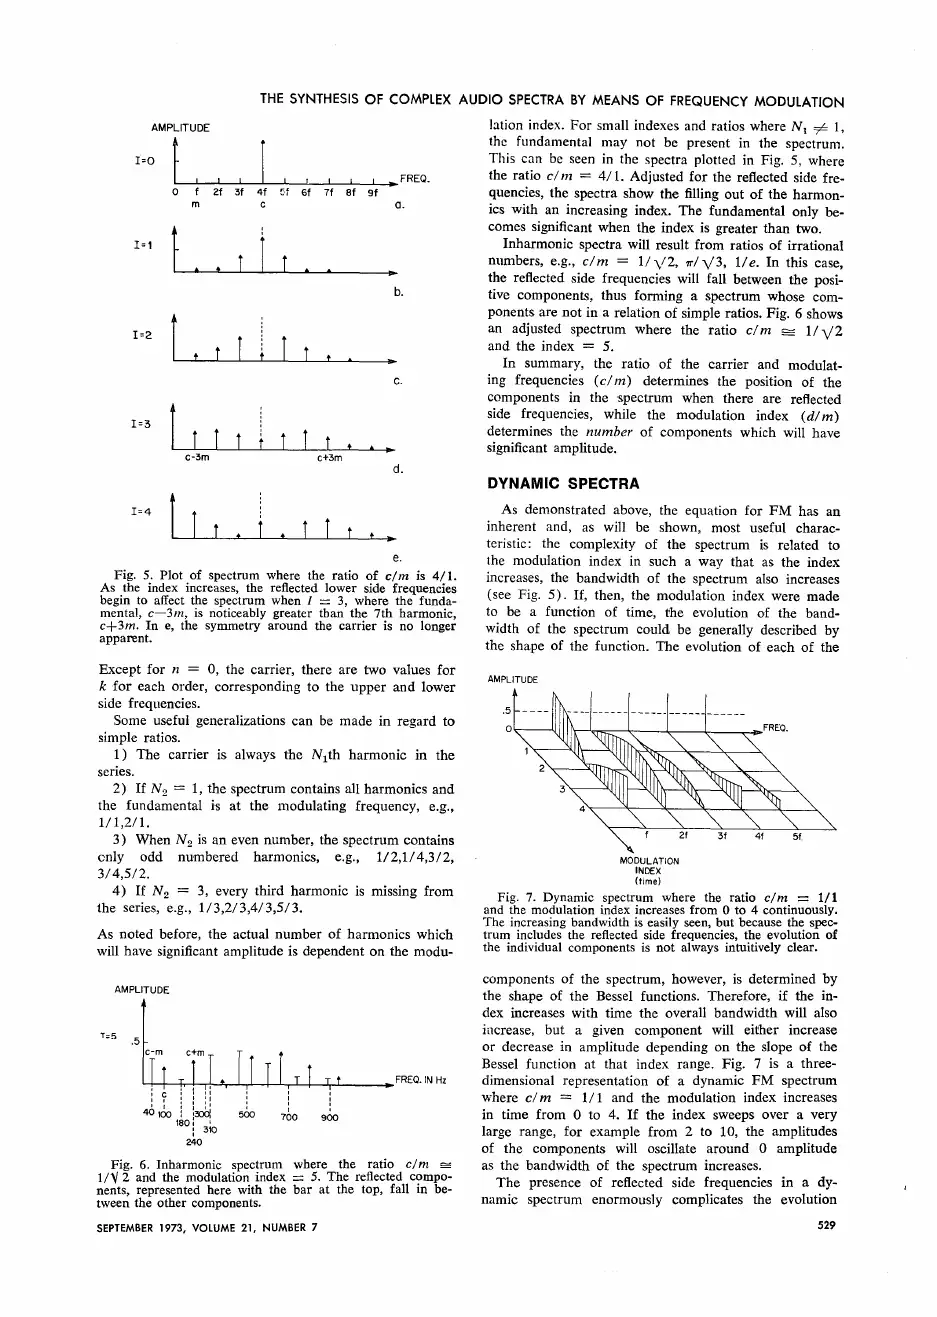 THE SYNTHESIS OF COMPLEX AUDIO SPECTRA BY MEANS OF FREQUENCY MODULATION
AMPLITUDE
I=0
FREQ.
0 f 2f 3f 4f 5f 6f 7f 8f 9f
m c a.
I=1
b.
I=2
c.
I=3
c-3m c+3m
d.
I=4
e.
Fig. 5. Plot of spectrum where the ratio of c/m is 4/1.
As the index increases, the reflected lower side frequencies
begin to affect the spectrum when I = 3, where the funda-
mental, c—3m, is noticeably greater than the 7th harmonic,
c+3m. In e, the symmetry around the carrier is no longer
apparent.
Except for n = 0, the carrier, there are two values for
k for each order, corresponding to the upper and lower
side frequencies.
Some useful generalizations can be made in regard to
simple ratios.
1) The carrier is always the N₁th harmonic in the
series.
2) If N₂ = 1, the spectrum contains all harmonics and
the fundamental is at the modulating frequency, e.g.,
1/1,2/1.
3) When N₂ is an even number, the spectrum contains
only odd numbered harmonics, e.g., 1/2,1/4,3/2,
3/4,5/2.
4) If N₂ = 3, every third harmonic is missing from
the series, e.g., 1/3,2/3,4/3,5/3.
As noted before, the actual number of harmonics which
will have significant amplitude is dependent on the modu-
AMPLITUDE
I=5
.5
c-m c+m
FREQ. IN Hz
c
40 100 300 500 700 900
180
310
240
Fig. 6. Inharmonic spectrum where the ratio c/m ≅
1/√2 and the modulation index = 5. The reflected compo-
nents, represented here with the bar at the top, fall in be-
tween the other components.
SEPTEMBER 1973, VOLUME 21, NUMBER 7
lation index. For small indexes and ratios where N₁ ≠ 1,
the fundamental may not be present in the spectrum.
This can be seen in the spectra plotted in Fig. 5, where
the ratio c/m = 4/1. Adjusted for the reflected side fre-
quencies, the spectra show the filling out of the harmon-
ics with an increasing index. The fundamental only be-
comes significant when the index is greater than two.
Inharmonic spectra will result from ratios of irrational
numbers, e.g., c/m = 1/√2, π/√3, 1/e. In this case,
the reflected side frequencies will fall between the posi-
tive components, thus forming a spectrum whose com-
ponents are not in a relation of simple ratios. Fig. 6 shows
an adjusted spectrum where the ratio c/m ≅ 1/√2
and the index = 5.
In summary, the ratio of the carrier and modulat-
ing frequencies (c/m) determines the position of the
components in the spectrum when there are reflected
side frequencies, while the modulation index (d/m)
determines the number of components which will have
significant amplitude.
DYNAMIC SPECTRA
As demonstrated above, the equation for FM has an
inherent and, as will be shown, most useful charac-
teristic: the complexity of the spectrum is related to
the modulation index in such a way that as the index
increases, the bandwidth of the spectrum also increases
(see Fig. 5). If, then, the modulation index were made
to be a function of time, the evolution of the band-
width of the spectrum could be generally described by
the shape of the function. The evolution of each of the
AMPLITUDE
.5
0
FREQ.
1
2
3
4
f 2f 3f 4f 5f
MODULATION
INDEX
(time)
Fig. 7. Dynamic spectrum where the ratio c/m = 1/1
and the modulation index increases from 0 to 4 continuously.
The increasing bandwidth is easily seen, but because the spec-
trum includes the reflected side frequencies, the evolution of
the individual components is not always intuitively clear.
components of the spectrum, however, is determined by
the shape of the Bessel functions. Therefore, if the in-
dex increases with time the overall bandwidth will also
increase, but a given component will either increase
or decrease in amplitude depending on the slope of the
Bessel function at that index range. Fig. 7 is a three-
dimensional representation of a dynamic FM spectrum
where c/m = 1/1 and the modulation index increases
in time from 0 to 4. If the index sweeps over a very
large range, for example from 2 to 10, the amplitudes
of the components will oscillate around 0 amplitude
as the bandwidth of the spectrum increases.
The presence of reflected side frequencies in a dy-
namic spectrum enormously complicates the evolution
529